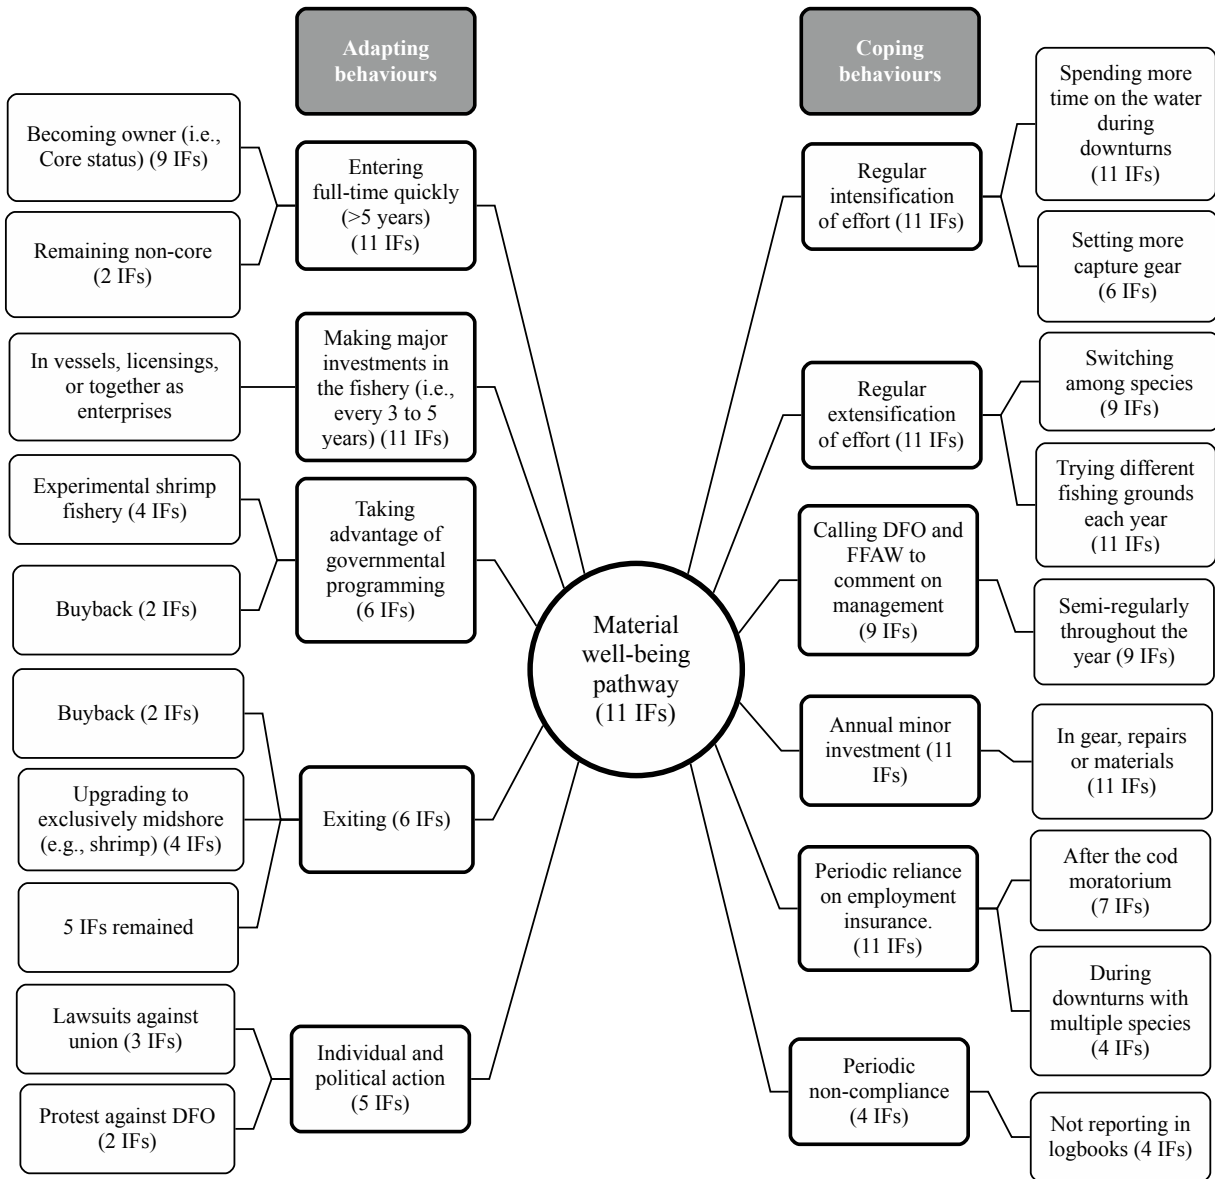 Adapting
behaviours
Becoming owner (i.e.,
Core status) (9 IFs)
Remaining non-core
(2 IFs)
Entering
full-time quickly
(>5 years)
(11 IFs)
In vessels, licensings,
or together as
enterprises
Making major
investments in
the fishery (i.e.,
every 3 to 5
years) (11 IFs)
Experimental shrimp
fishery (4 IFs)
Buyback (2 IFs)
Taking
advantage of
governmental
programming
(6 IFs)
Buyback (2 IFs)
Upgrading to
exclusively midshore
(e.g., shrimp) (4 IFs)
5 IFs remained
Exiting (6 IFs)
Lawsuits against
union (3 IFs)
Protest against DFO
(2 IFs)
Individual and
political action
(5 IFs)
Material
well-being
pathway
(11 IFs)
Coping
behaviours
Regular
intensification
of effort (11 IFs)
Spending more
time on the water
during
downturns
(11 IFs)
Setting more
capture gear
(6 IFs)
Regular
extensification
of effort (11 IFs)
Switching
among species
(9 IFs)
Trying different
fishing grounds
each year
(11 IFs)
Calling DFO and
FFAW to
comment on
management
(9 IFs)
Semi-regularly
throughout the
year (9 IFs)
Annual minor
investment (11
IFs)
In gear, repairs
or materials
(11 IFs)
Periodic reliance
on employment
insurance.
(11 IFs)
After the cod
moratorium
(7 IFs)
During
downturns with
multiple species
(4 IFs)
Periodic
non-compliance
(4 IFs)
Not reporting in
logbooks (4 IFs)